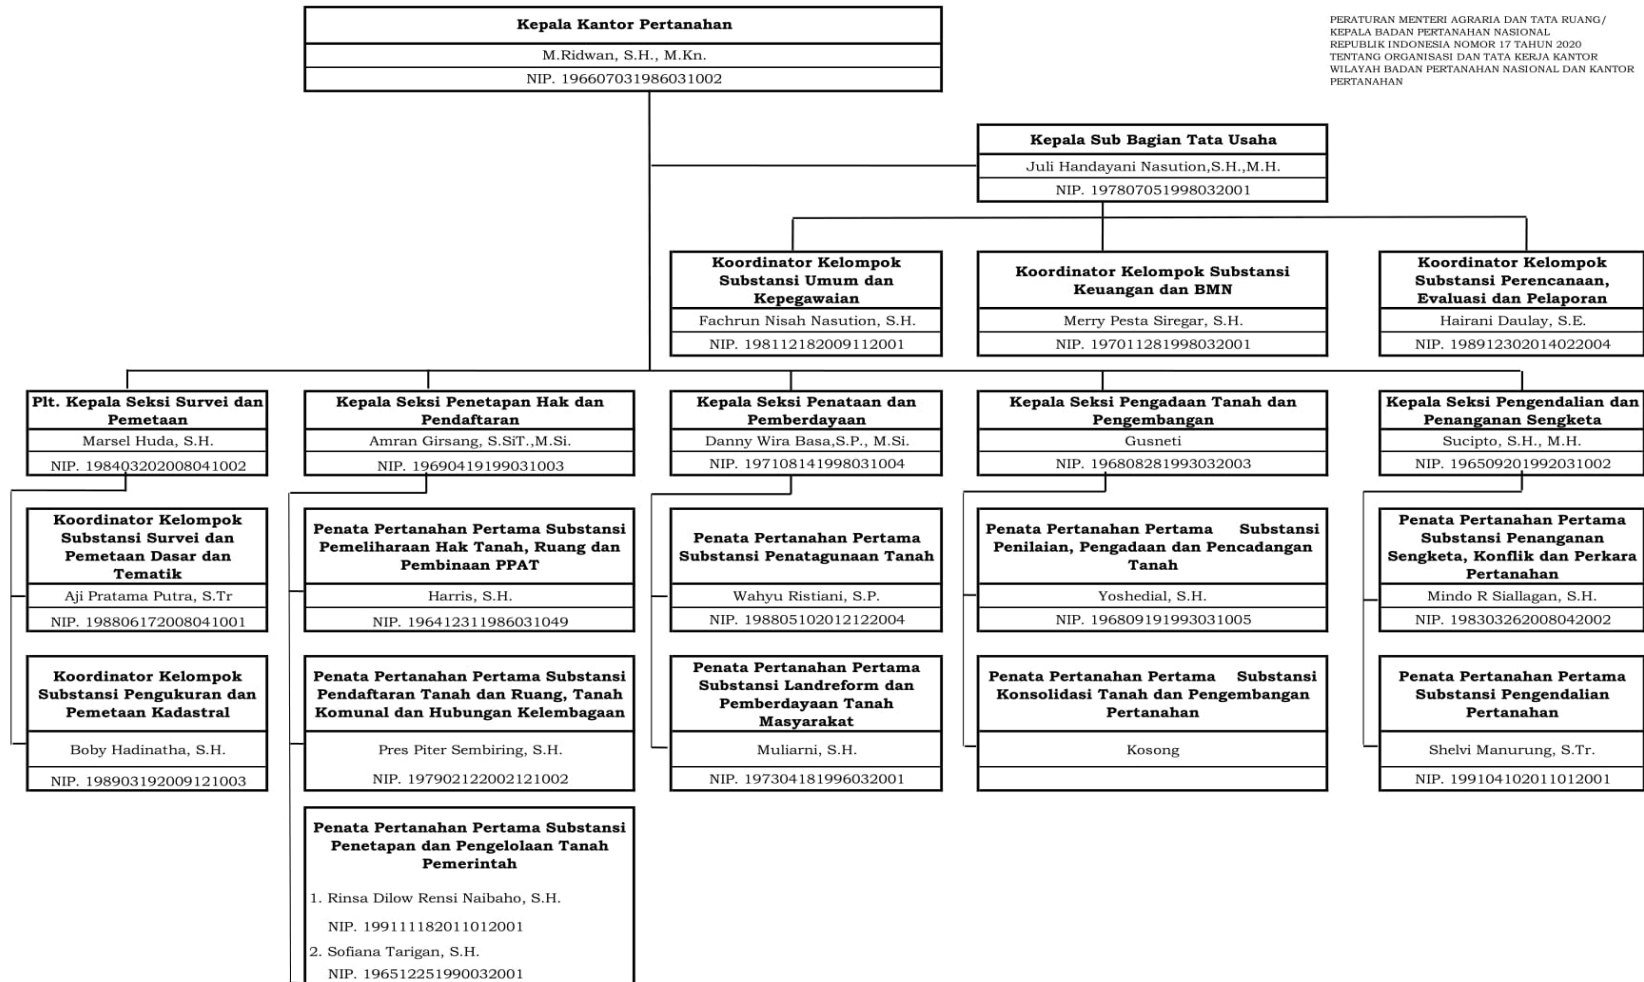 Kepala Kantor Pertanahan
M.Ridwan, S.H., M.Kn.
NIP. 196607031986031002
PERATURAN MENTERI AGRARIA DAN TATA RUANG/
KEPALA BADAN PERTANAHAN NASIONAL
REPUBLIK INDONESIA NOMOR 17 TAHUN 2020
TENTANG ORGANISASI DAN TATA KERJA KANTOR
WILAYAH BADAN PERTANAHAN NASIONAL DAN KANTOR
PERTANAHAN
Kepala Sub Bagian Tata Usaha
Juli Handayani Nasution,S.H.,M.H.
NIP. 197807051998032001
Koordinator Kelompok
Substansi Umum dan
Kepegawaian
Fachrun Nisah Nasution, S.H.
NIP. 198112182009112001
Koordinator Kelompok Substansi
Keuangan dan BMN
Merry Pesta Siregar, S.H.
NIP. 197011281998032001
Koordinator Kelompok
Substansi Perencanaan,
Evaluasi dan Pelaporan
Hairani Daulay, S.E.
NIP. 198912302014022004
Plt. Kepala Seksi Survei dan
Pemetaan
Marsel Huda, S.H.
NIP. 198403202008041002
Kepala Seksi Penetapan Hak dan
Pendaftaran
Amran Girsang, S.SiT.,M.Si.
NIP. 19690419199031003
Kepala Seksi Penataan dan
Pemberdayaan
Danny Wira Basa,S.P., M.Si.
NIP. 197108141998031004
Kepala Seksi Pengadaan Tanah dan
Pengembangan
Gusneti
NIP. 196808281993032003
Kepala Seksi Pengendalian dan
Penanganan Sengketa
Sucipto, S.H., M.H.
NIP. 196509201992031002
Koordinator Kelompok
Substansi Survei dan
Pemetaan Dasar dan
Tematik
Aji Pratama Putra, S.Tr
NIP. 198806172008041001
Penata Pertanahan Pertama Substansi
Pemeliharaan Hak Tanah, Ruang dan
Pembinaan PPAT
Harris, S.H.
NIP. 196412311986031049
Penata Pertanahan Pertama
Substansi Penatagunaan Tanah
Wahyu Ristiani, S.P.
NIP. 198805102012122004
Penata Pertanahan Pertama Substansi
Penilaian, Pengadaan dan Pencadangan
Tanah
Yoshedial, S.H.
NIP. 196809191993031005
Penata Pertanahan Pertama
Substansi Penanganan
Sengketa, Konflik dan Perkara
Pertanahan
Mindo R Siallagan, S.H.
NIP. 198303262008042002
Koordinator Kelompok
Substansi Pengukuran dan
Pemetaan Kadastral
Boby Hadinatha, S.H.
NIP. 198903192009121003
Penata Pertanahan Pertama Substansi
Pendaftaran Tanah dan Ruang, Tanah
Komunal dan Hubungan Kelembagaan
Pres Piter Sembiring, S.H.
NIP. 197902122002121002
Penata Pertanahan Pertama
Substansi Landreform dan
Pemberdayaan Tanah
Masyarakat
Muliarni, S.H.
NIP. 197304181996032001
Penata Pertanahan Pertama Substansi
Konsolidasi Tanah dan Pengembangan
Pertanahan
Kosong
Penata Pertanahan Pertama
Substansi Pengendalian
Pertanahan
Shelvi Manurung, S.Tr.
NIP. 199104102011012001
Penata Pertanahan Pertama Substansi
Penetapan dan Pengelolaan Tanah
Pemerintah
1. Rinsa Dilow Rensi Naibaho, S.H.
NIP. 199111182011012001
2. Sofiana Tarigan, S.H.
NIP. 196512251990032001